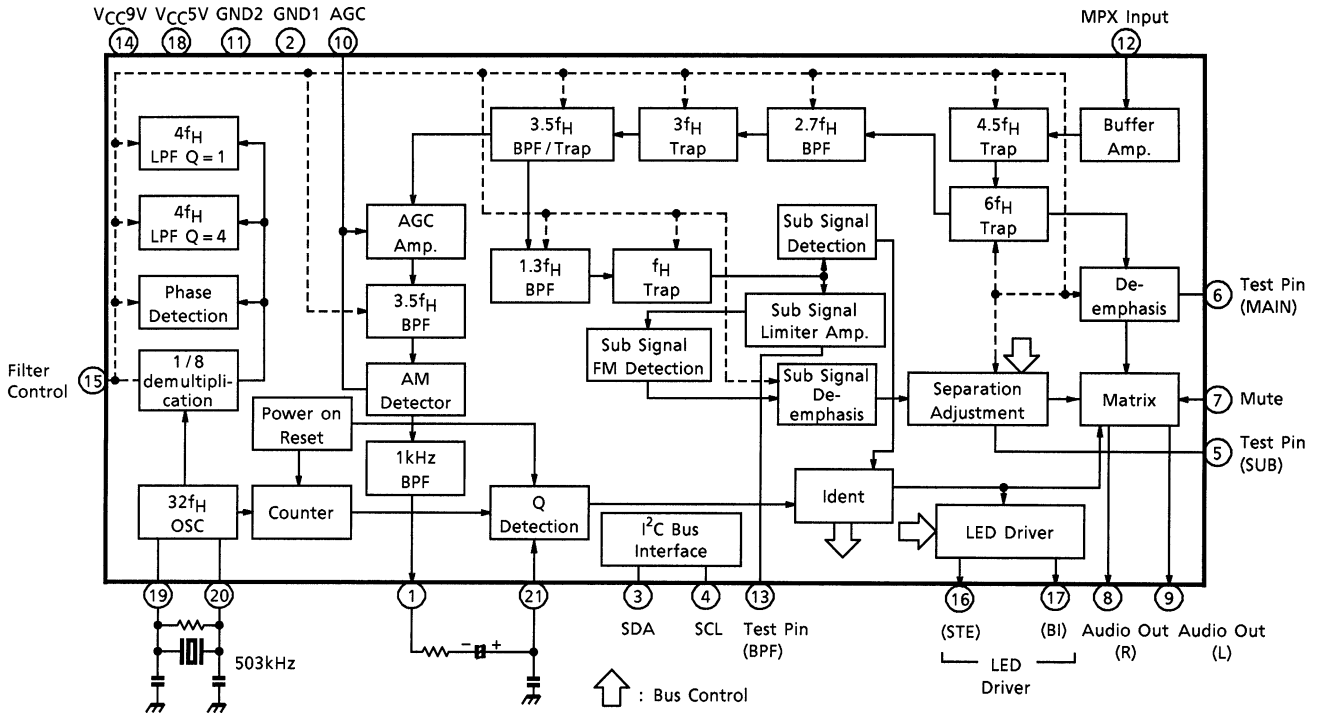 VCC9V VCC5V GND2 GND1 AGC
MPX Input
14 18 11 2 10 12
4fH
LPF Q=1
3.5fH
BPF/Trap
3fH
Trap
2.7fH
BPF
4.5fH
Trap
Buffer
Amp.
4fH
LPF Q=4
AGC
Amp.
Sub Signal
Detection
6fH
Trap
Phase
Detection
3.5fH
BPF
1.3fH
BPF
fH
Trap
Sub Signal
Limiter Amp.
De-
emphasis
6
Test Pin
(MAIN)
Filter
Control
15
1/8
demultipli-
cation
AM
Detector
Sub Signal
FM Detection
Sub Signal
De-
emphasis
Separation
Adjustment
Matrix
7
Mute
Power on
Reset
1kHz
BPF
5
Test Pin
(SUB)
32fH
OSC
Counter
Q
Detection
I2C Bus
Interface
Ident
LED Driver
19 20 1 21 3 4 13 16 17 8 9
SDA
SCL
Test Pin
(BPF)
(STE)
(BI)
Audio Out
(R)
Audio Out
(L)
LED
Driver
503kHz
- +
: Bus Control